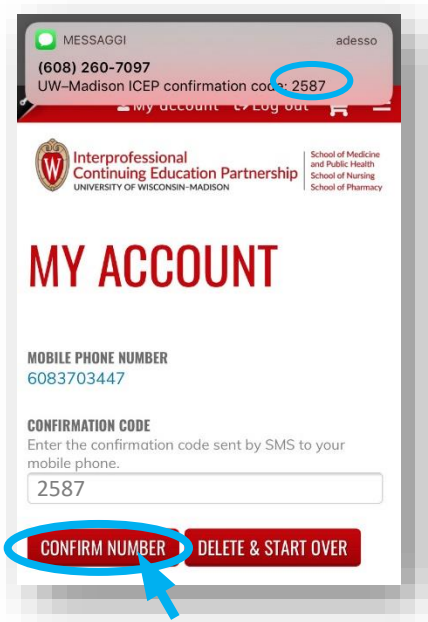 MESSAGGI adesso
(608) 260-7097
UW–Madison ICEP confirmation code: 2587
My account Log out
Interprofessional
Continuing Education Partnership
UNIVERSITY OF WISCONSIN-MADISON
School of Medicine
and Public Health
School of Nursing
School of Pharmacy
MY ACCOUNT
MOBILE PHONE NUMBER
6083703447
CONFIRMATION CODE
Enter the confirmation code sent by SMS to your
mobile phone.
2587
CONFIRM NUMBER DELETE & START OVER